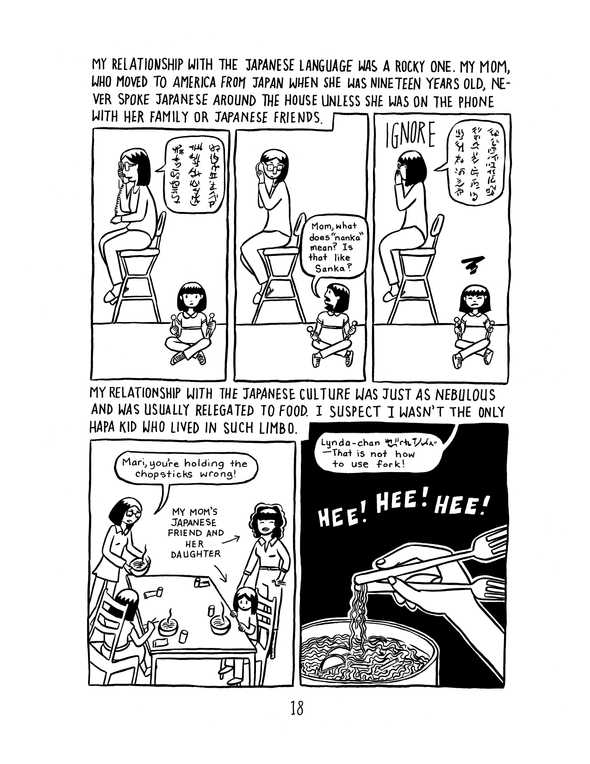 MY RELATIONSHIP WITH THE JAPANESE LANGUAGE WAS A ROCKY ONE. MY MOM,
WHO MOVED TO AMERICA FROM JAPAN WHEN SHE WAS NINETEEN YEARS OLD, NE-
VER SPOKE JAPANESE AROUND THE HOUSE UNLESS SHE WAS ON THE PHONE
WITH HER FAMILY OR JAPANESE FRIENDS.
Mom, what
does "nanka"
mean? Is
that like
Sanka?
IGNORE
MY RELATIONSHIP WITH THE JAPANESE CULTURE WAS JUST AS NEBULOUS
AND WAS USUALLY RELEGATED TO FOOD. I SUSPECT I WASN'T THE ONLY
HAPA KID WHO LIVED IN SUCH LIMBO.
Mari, you're holding the
chopsticks wrong!
MY MOM'S
JAPANESE
FRIEND AND
HER
DAUGHTER
Lynda-chan
—That is not how
to use fork!
HEE! HEE! HEE!
18